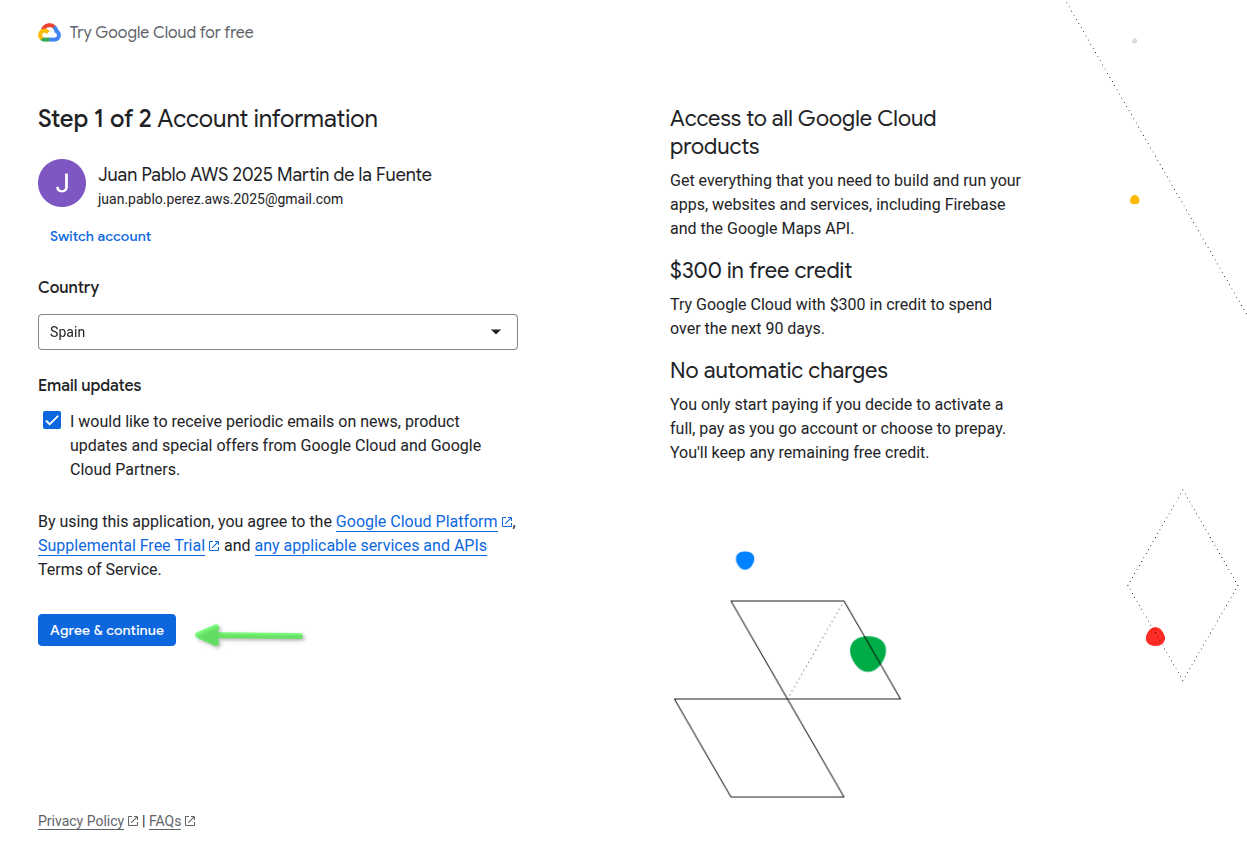 Try Google Cloud for free
Step 1 of 2 Account information
J
Juan Pablo AWS 2025 Martin de la Fuente
juan.pablo.perez.aws.2025@gmail.com
Switch account
Country
Spain
Email updates
I would like to receive periodic emails on news, product
updates and special offers from Google Cloud and Google
Cloud Partners.
By using this application, you agree to the Google Cloud Platform,
Supplemental Free Trial and any applicable services and APIs
Terms of Service.
Agree & continue
Privacy Policy | FAQs
Access to all Google Cloud
products
Get everything that you need to build and run your
apps, websites and services, including Firebase
and the Google Maps API.
$300 in free credit
Try Google Cloud with $300 in credit to spend
over the next 90 days.
No automatic charges
You only start paying if you decide to activate a
full, pay as you go account or choose to prepay.
You'll keep any remaining free credit.